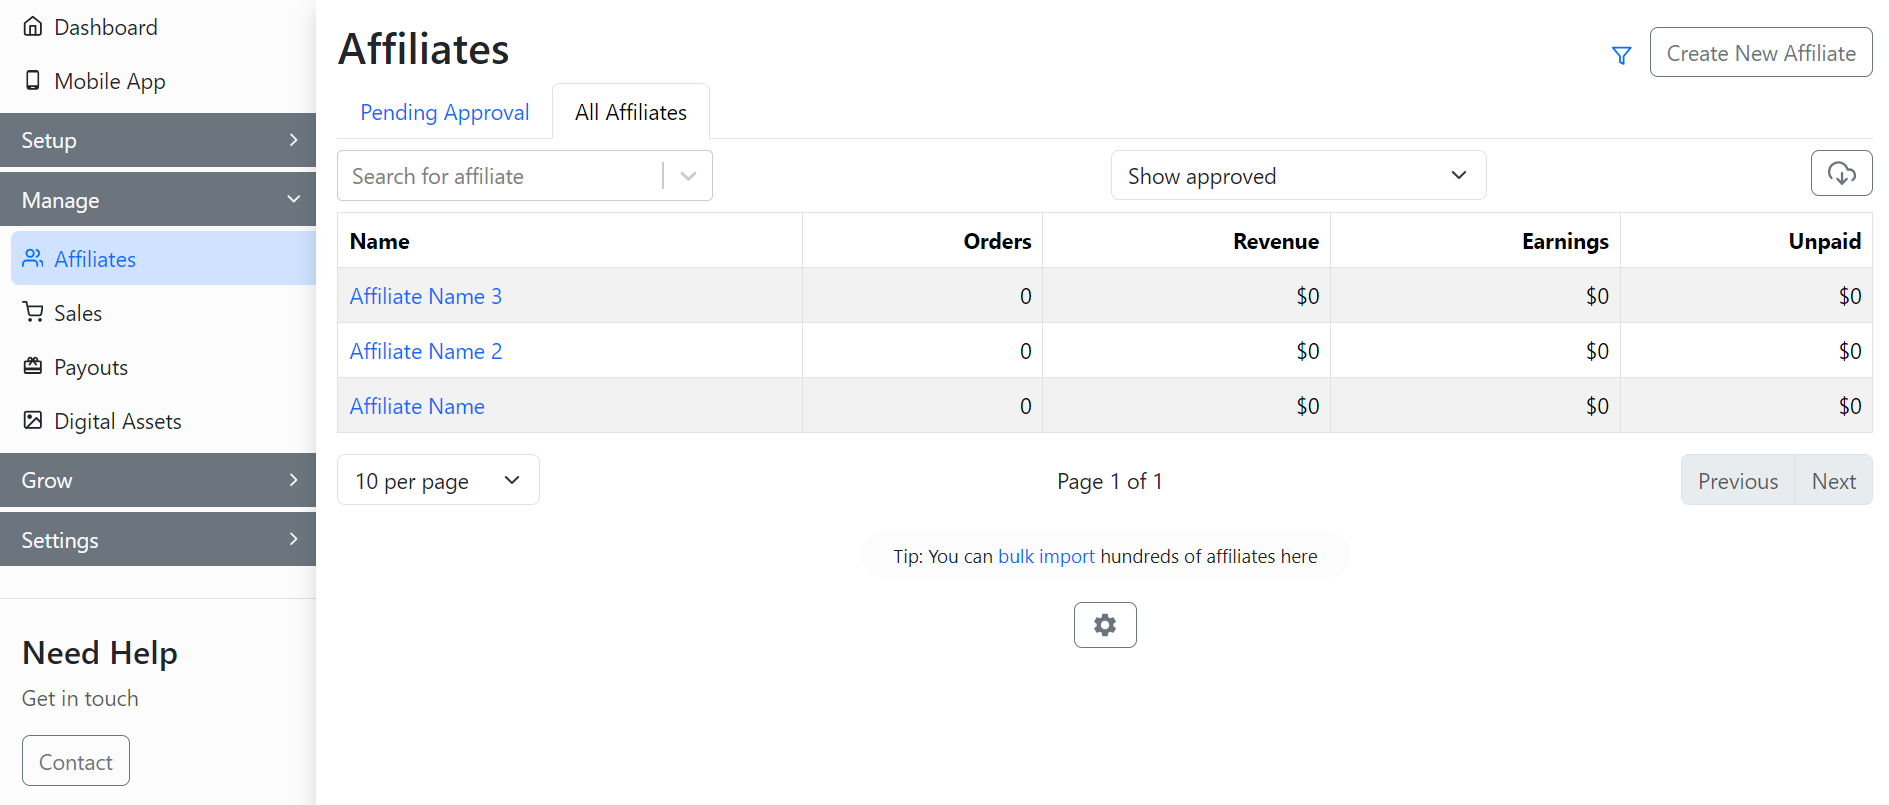 Dashboard
Mobile App
Setup
Manage
Affiliates
Sales
Payouts
Digital Assets
Grow
Settings
Need Help
Get in touch
Contact
Affiliates
Create New Affiliate
Pending Approval
All Affiliates
Search for affiliate
Show approved
Name Orders Revenue Earnings Unpaid
Affiliate Name 3 0 $0 $0 $0
Affiliate Name 2 0 $0 $0 $0
Affiliate Name 0 $0 $0 $0
10 per page
Page 1 of 1
Previous
Next
Tip: You can bulk import hundreds of affiliates here